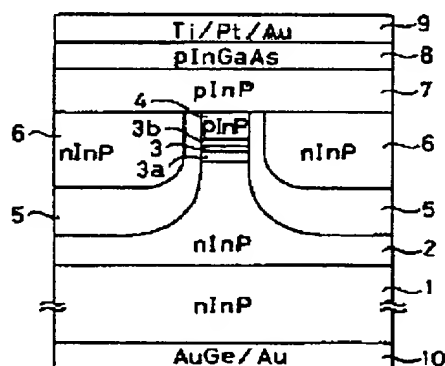 Ti/Pt/Au 9
pInGaAs 8
pInP 7
4 pInP
6 nInP 3b nInP 6
3
3a
5 5
nInP 2
nInP 1
AuGe/Au 10